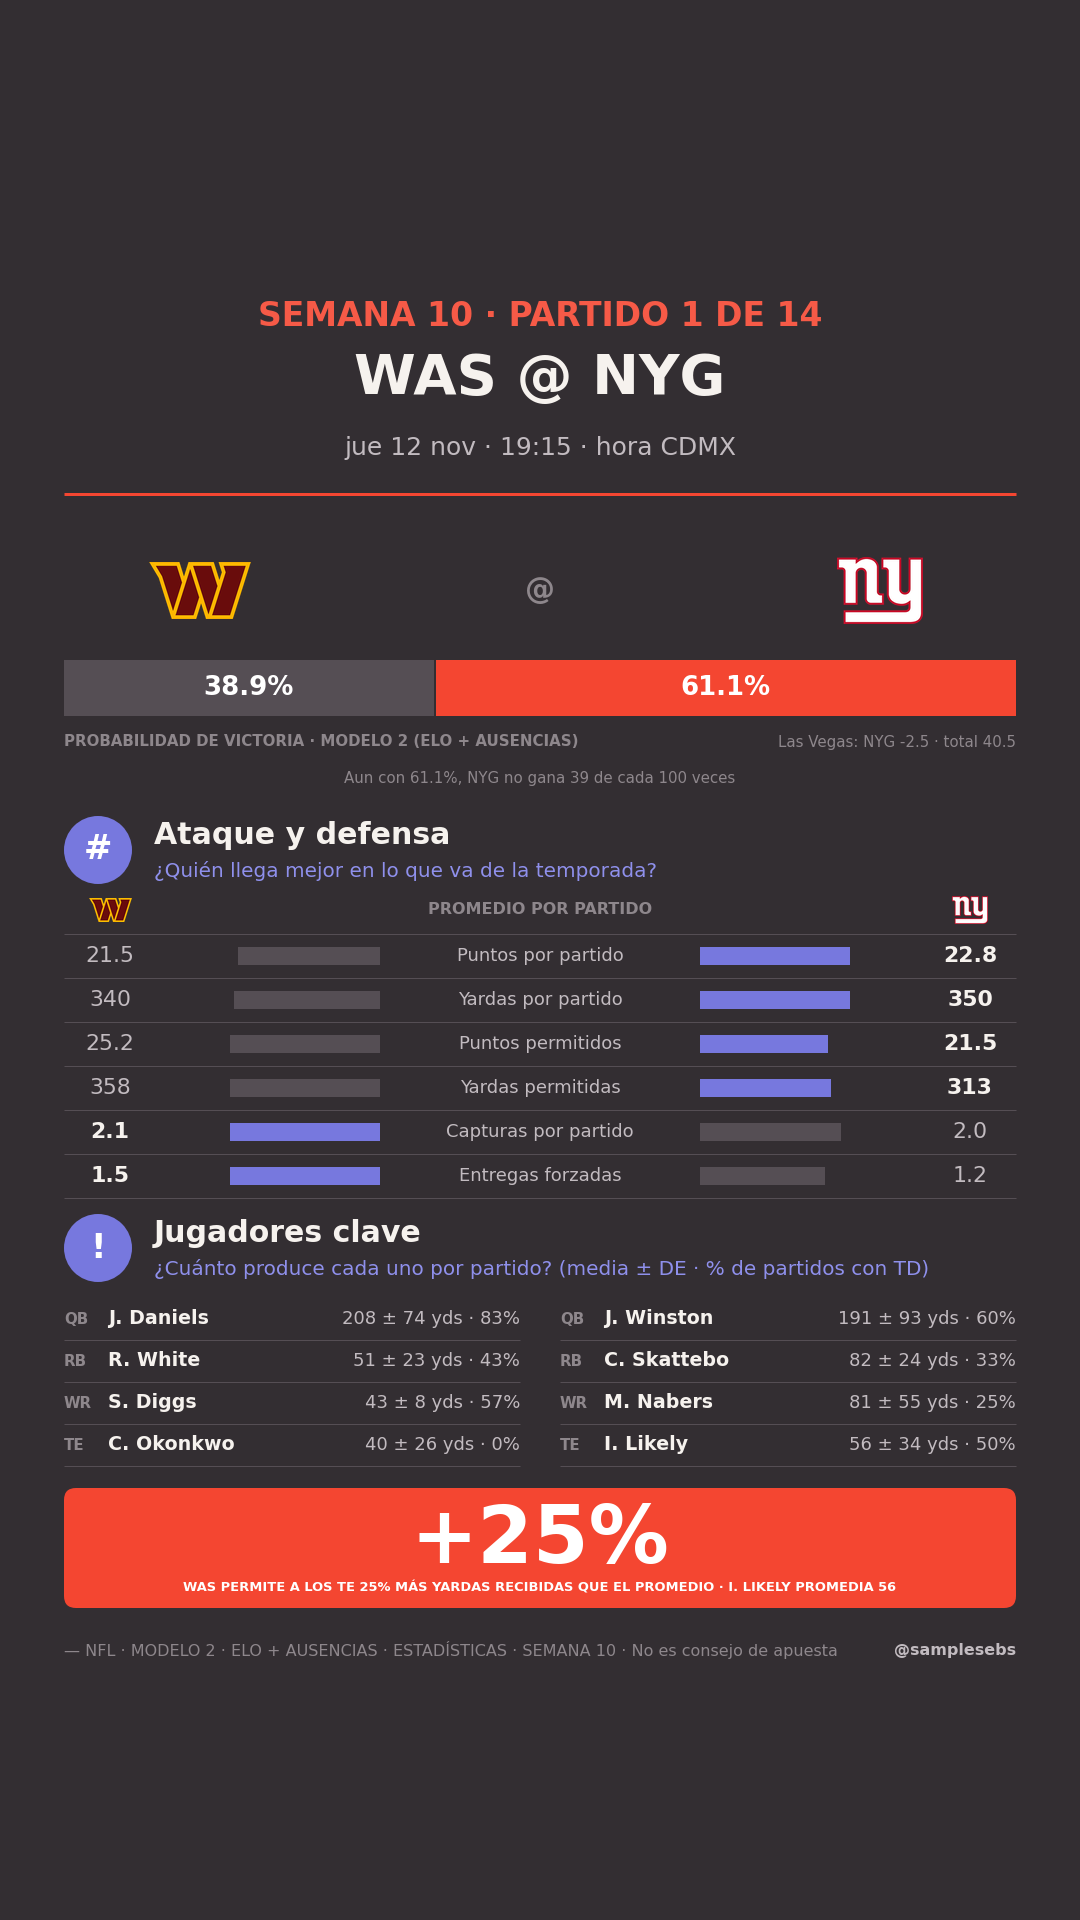 SEMANA 10 · PARTIDO 1 DE 14
WAS @ NYG
jue 12 nov · 19:15 · hora CDMX
W @ ny
38.9% 61.1%
PROBABILIDAD DE VICTORIA · MODELO 2 (ELO + AUSENCIAS) Las Vegas: NYG -2.5 · total 40.5
Aun con 61.1%, NYG no gana 39 de cada 100 veces
# Ataque y defensa
¿Quién llega mejor en lo que va de la temporada?
W PROMEDIO POR PARTIDO ny
21.5 Puntos por partido 22.8
340 Yardas por partido 350
25.2 Puntos permitidos 21.5
358 Yardas permitidas 313
2.1 Capturas por partido 2.0
1.5 Entregas forzadas 1.2
! Jugadores clave
¿Cuánto produce cada uno por partido? (media ± DE · % de partidos con TD)
QB J. Daniels 208 ± 74 yds · 83% QB J. Winston 191 ± 93 yds · 60%
RB R. White 51 ± 23 yds · 43% RB C. Skattebo 82 ± 24 yds · 33%
WR S. Diggs 43 ± 8 yds · 57% WR M. Nabers 81 ± 55 yds · 25%
TE C. Okonkwo 40 ± 26 yds · 0% TE I. Likely 56 ± 34 yds · 50%
+25%
WAS PERMITE A LOS TE 25% MÁS YARDAS RECIBIDAS QUE EL PROMEDIO · I. LIKELY PROMEDIA 56
— NFL · MODELO 2 · ELO + AUSENCIAS · ESTADÍSTICAS · SEMANA 10 · No es consejo de apuesta @samplesebs